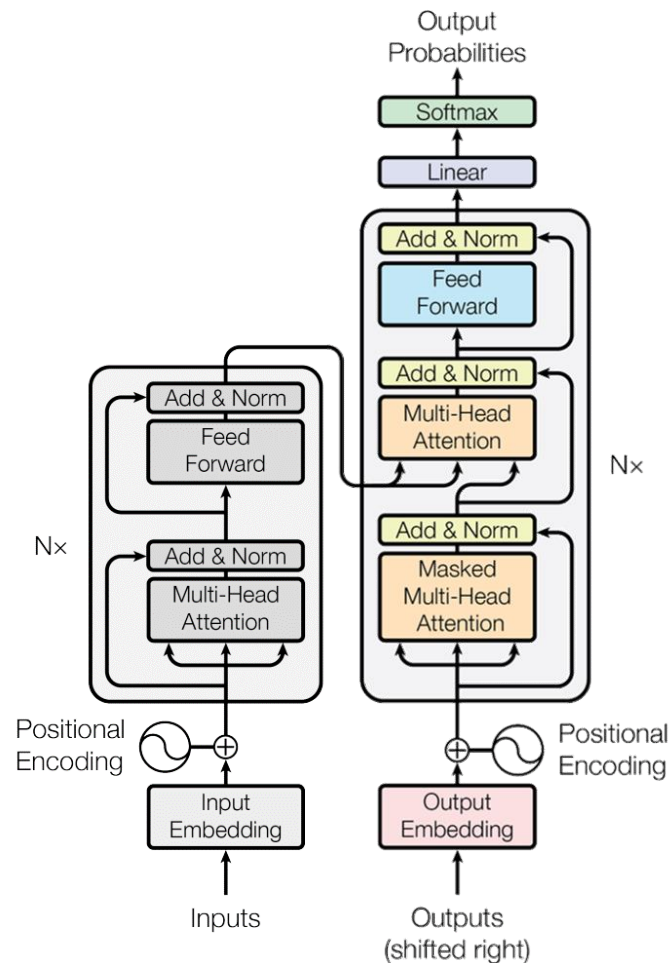 Output
Probabilities
Softmax
Linear
Add & Norm
Feed
Forward
Add & Norm
Multi-Head
Attention
Add & Norm
Masked
Multi-Head
Attention
N×
Add & Norm
Feed
Forward
Add & Norm
Multi-Head
Attention
N×
Positional
Encoding
Input
Embedding
Inputs
Positional
Encoding
Output
Embedding
Outputs
(shifted right)